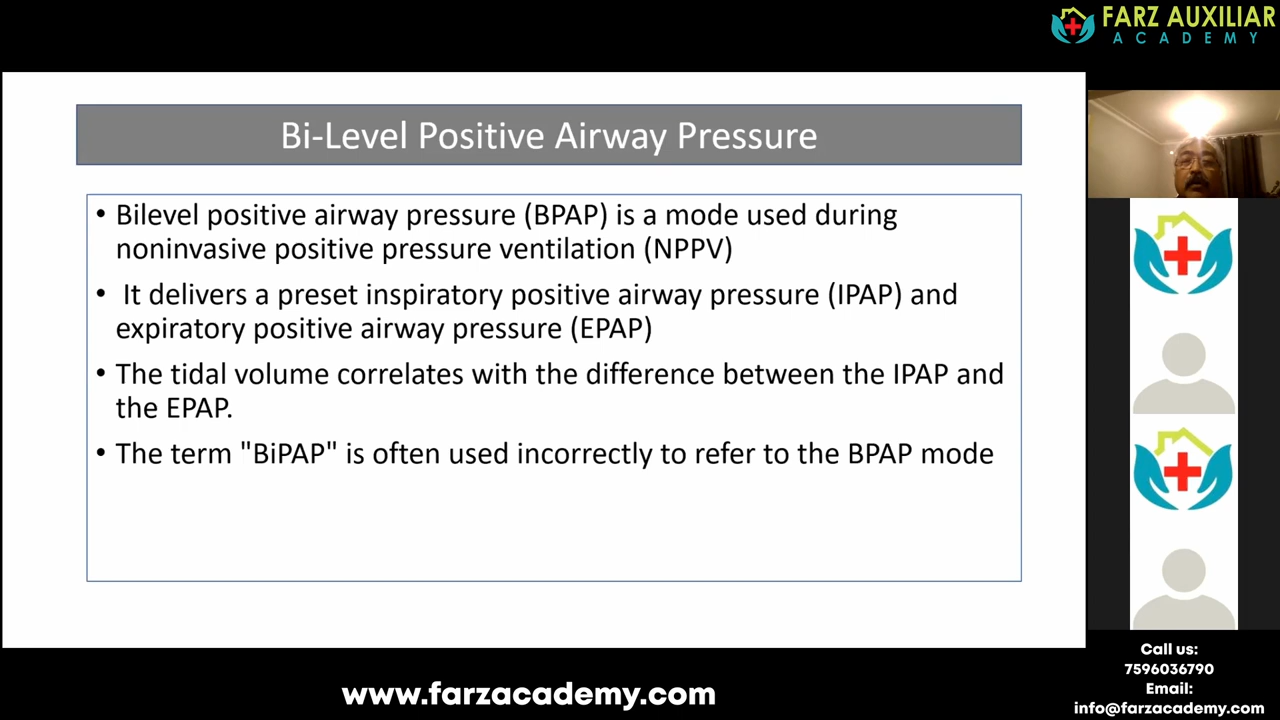 FARZ AUXILIAR
ACADEMY
Bi-Level Positive Airway Pressure
• Bilevel positive airway pressure (BPAP) is a mode used during
noninvasive positive pressure ventilation (NPPV)
• It delivers a preset inspiratory positive airway pressure (IPAP) and
expiratory positive airway pressure (EPAP)
• The tidal volume correlates with the difference between the IPAP and
the EPAP.
• The term "BiPAP" is often used incorrectly to refer to the BPAP mode
Call us:
7596036790
Email:
info@farzacademy.com
www.farzacademy.com